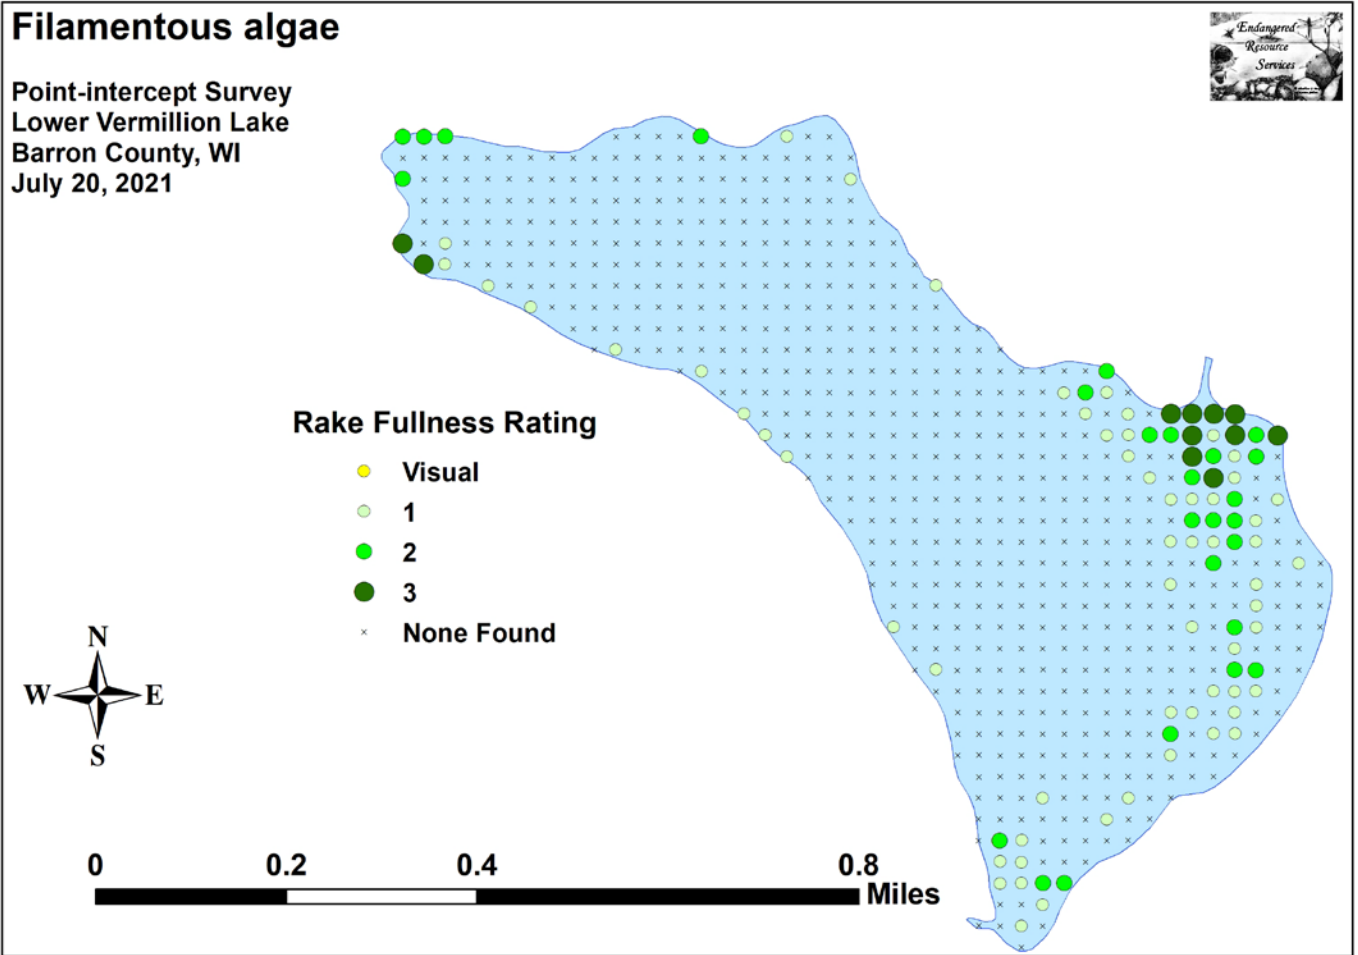 Filamentous algae
Point-intercept Survey
Lower Vermillion Lake
Barron County, WI
July 20, 2021
Endangered
Resource
Services
Rake Fullness Rating
Visual
1
2
3
None Found
N
W E
S
0 0.2 0.4 0.8
Miles